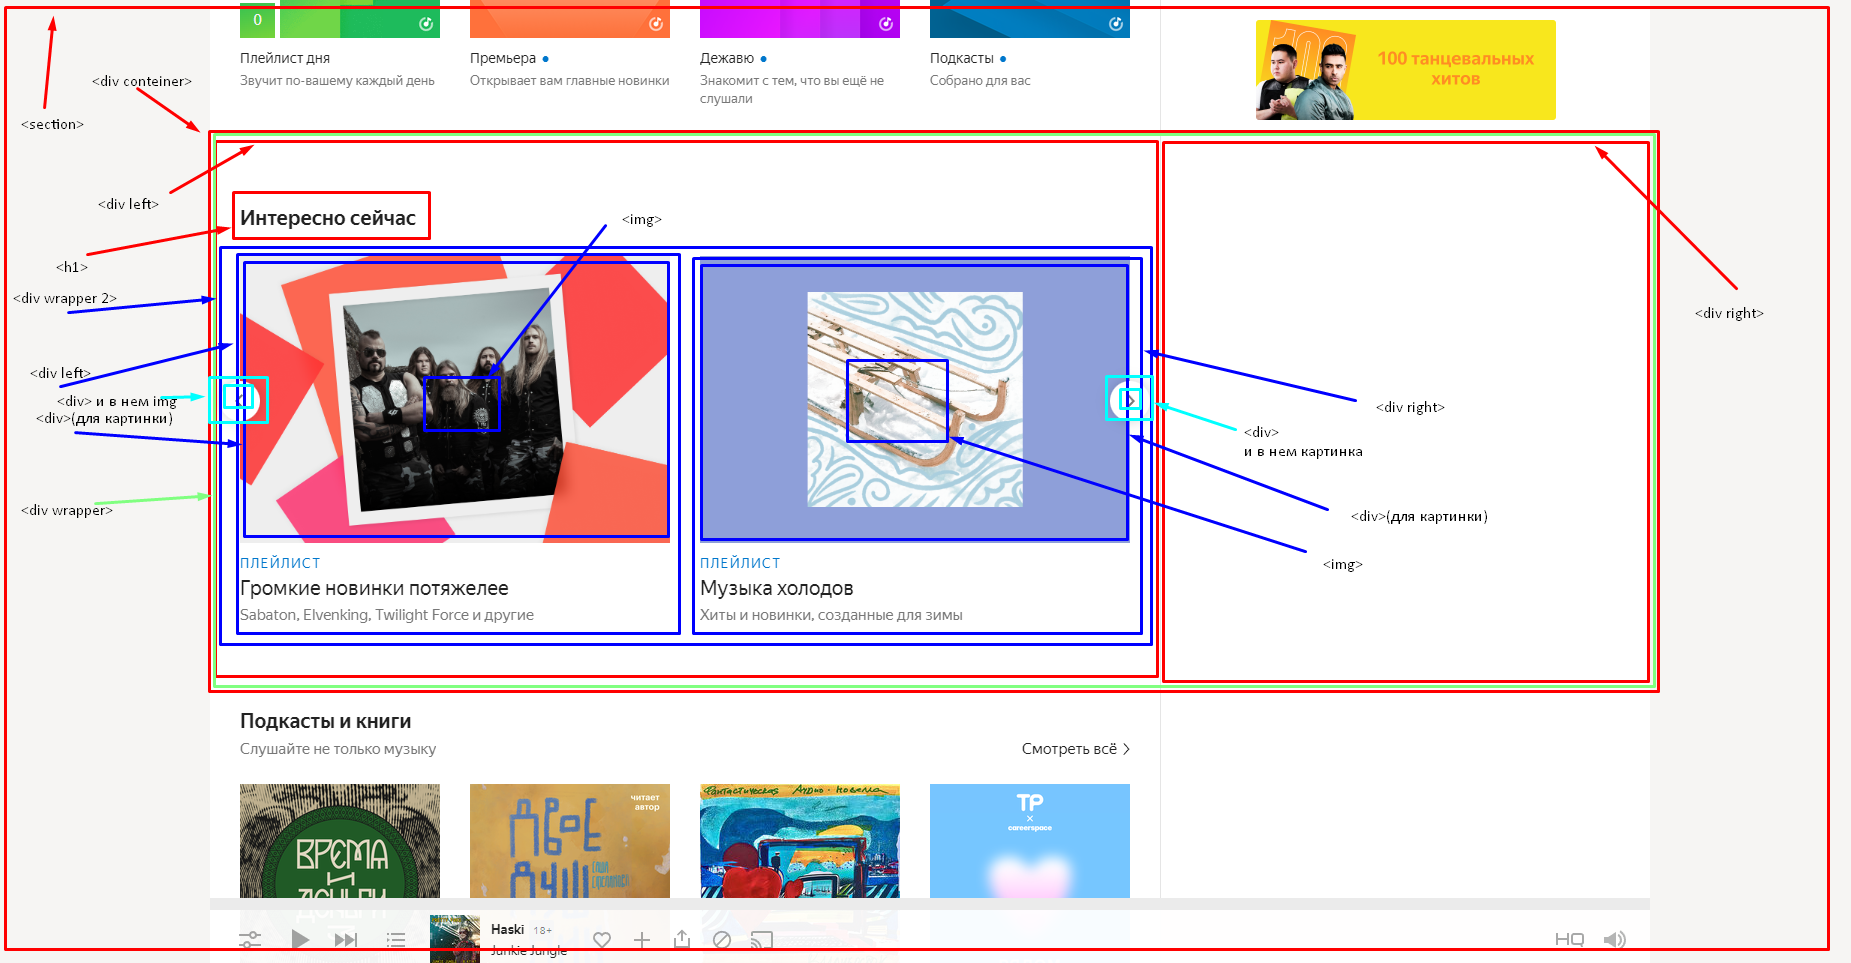 0
Плейлист дня
Звучит по-вашему каждый день
Премьера
Открывает вам главные новинки
Дежавю
Знакомит с тем, что вы ещё не
слушали
Подкасты
Собрано для вас
100
100 танцевальных
хитов
<div conteiner>
<section>
<div left>
<h1>
<div wrapper 2>
<div left>
<div> и в нем img
<div>(для картинки)
<div wrapper>
Интересно сейчас
<img>
ПЛЕЙЛИСТ
Громкие новинки потяжелее
Sabaton, Elvenking, Twilight Force и другие
ПЛЕЙЛИСТ
Музыка холодов
Хиты и новинки, созданные для зимы
<div right>
<div right>
<div>
и в нем картинка
<div>(для картинки)
<img>
Подкасты и книги
Слушайте не только музыку
Смотреть всё
ВРЕМЯ
И
ДЕНЬГИ
читает
автор
ДВОЕ
ДУШ
Фантастическая Аудио-новелла
TP
×
careerspace
Haski 18+
Junkie Jungle
HQ